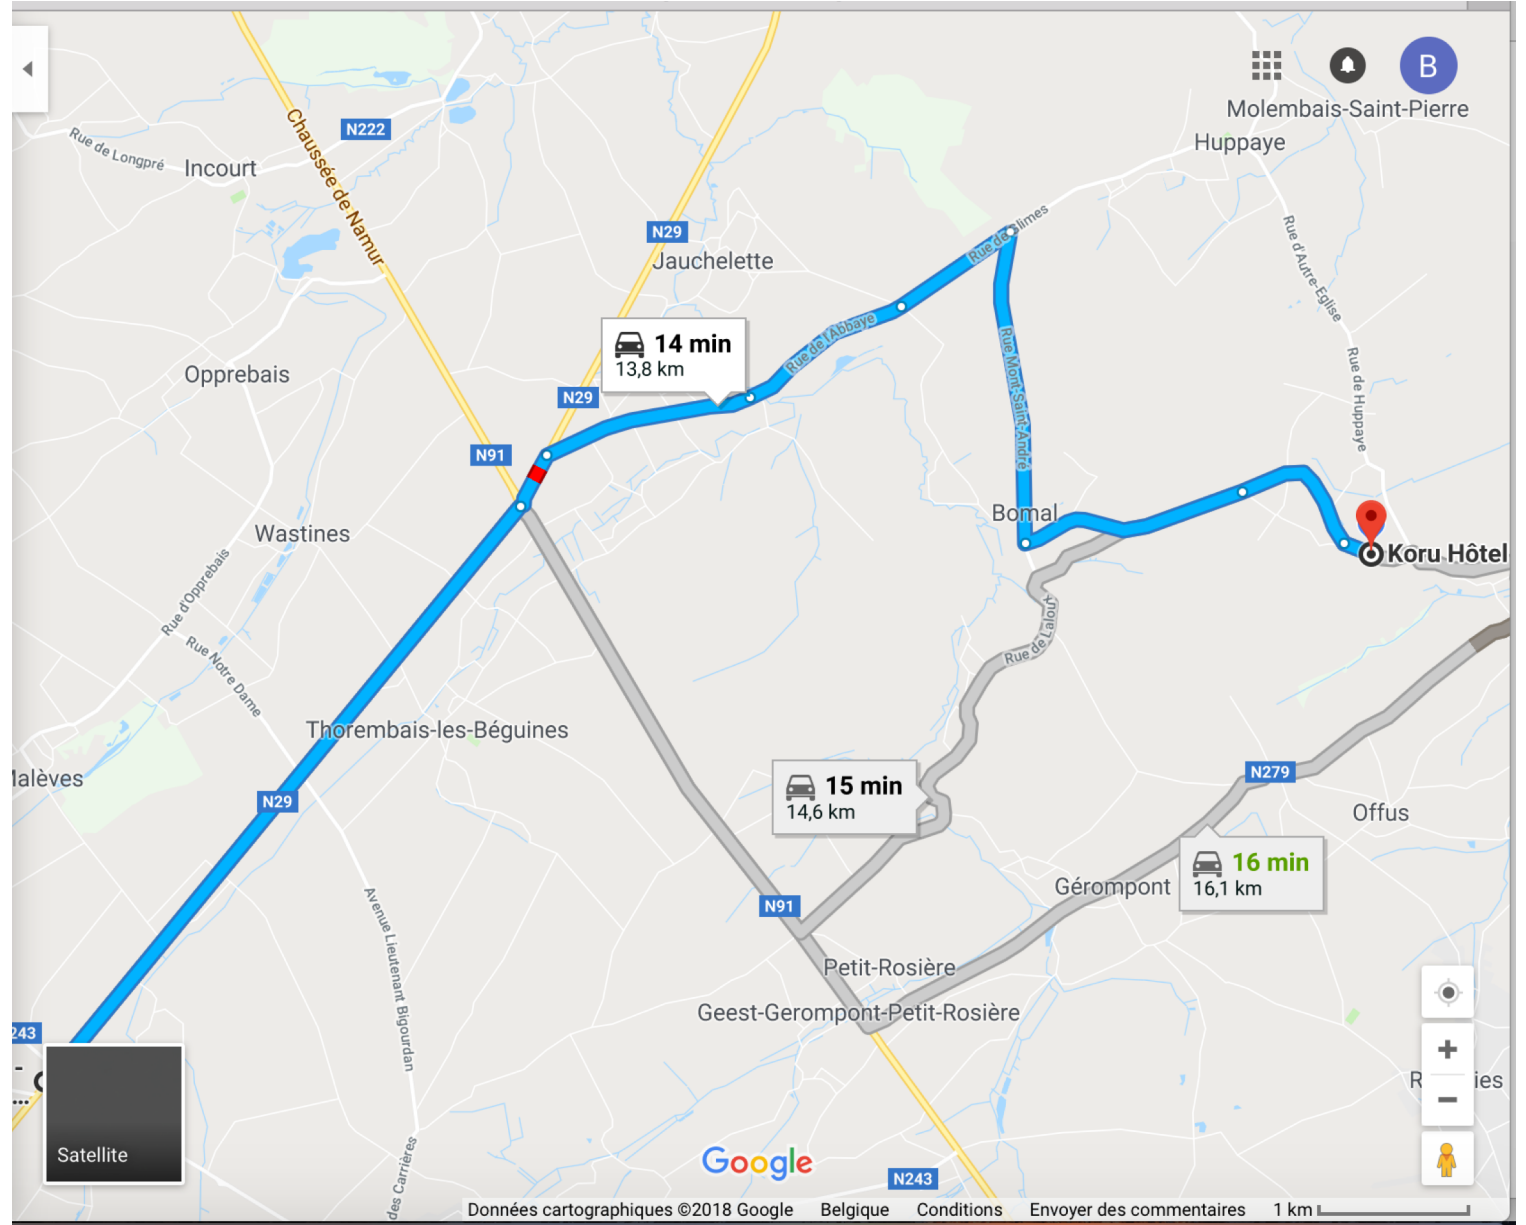 B
Molembais-Saint-Pierre
Huppaye
N222
Rue de Longpré
Incourt
Chaussée de Namur
Rue d'Autre-Eglise
N29
Jauchelette
14 min
13,8 km
Rue de l'Abbaye
Rue de Huppaye
Opprebais
N29
Rue Mont-Saint-André
N91
Bomal
Wastines
Koru Hôtel
Rue d'Opprebais
Rue Notre Dame
Rue de Laloux
Thorembais-les-Béguines
15 min
14,6 km
N279
N29
Offus
16 min
16,1 km
Gérompont
N91
Avenue Lieutenant Bigourdan
Petit-Rosière
Geest-Gerompont-Petit-Rosière
243
Satellite
Google
N243
des Carrières
Données cartographiques ©2018 Google Belgique Conditions Envoyer des commentaires 1 km